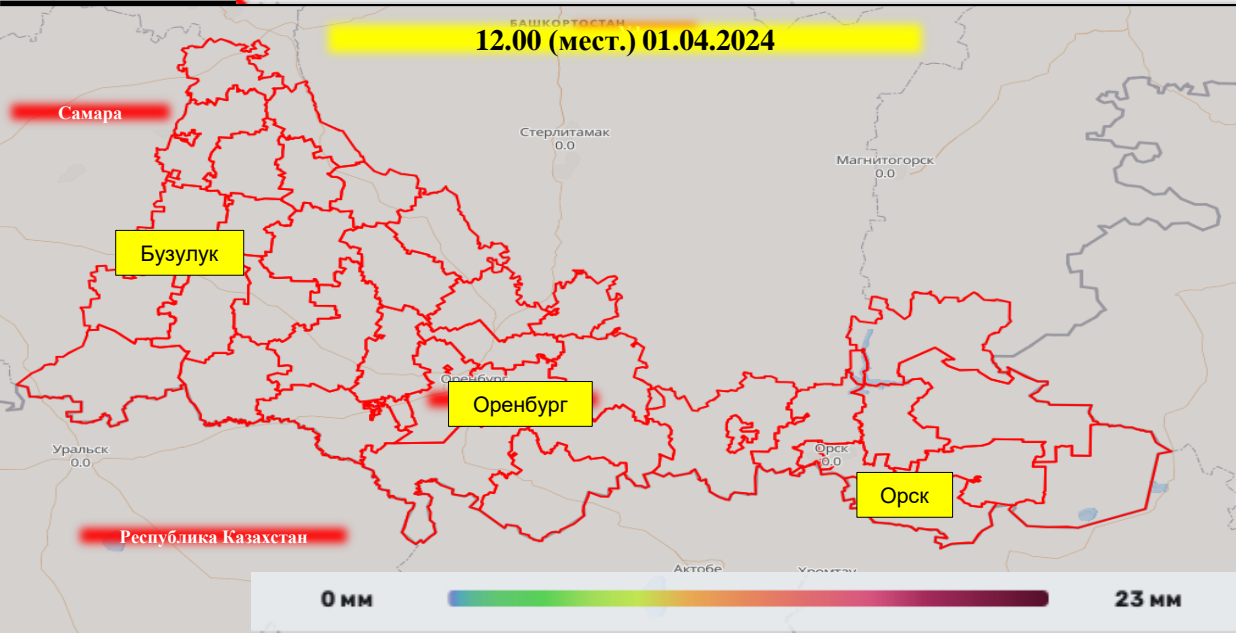 БАШКОРТОСТАН
12.00 (мест.) 01.04.2024
Самара
Стерлитамак
0.0
Магнитогорск
0.0
Бузулук
Оренбург
Оренбург
Уральск
0.0
Орск
0.0
Орск
Республика Казахстан
Актобе
Хромтау
0 мм
23 мм